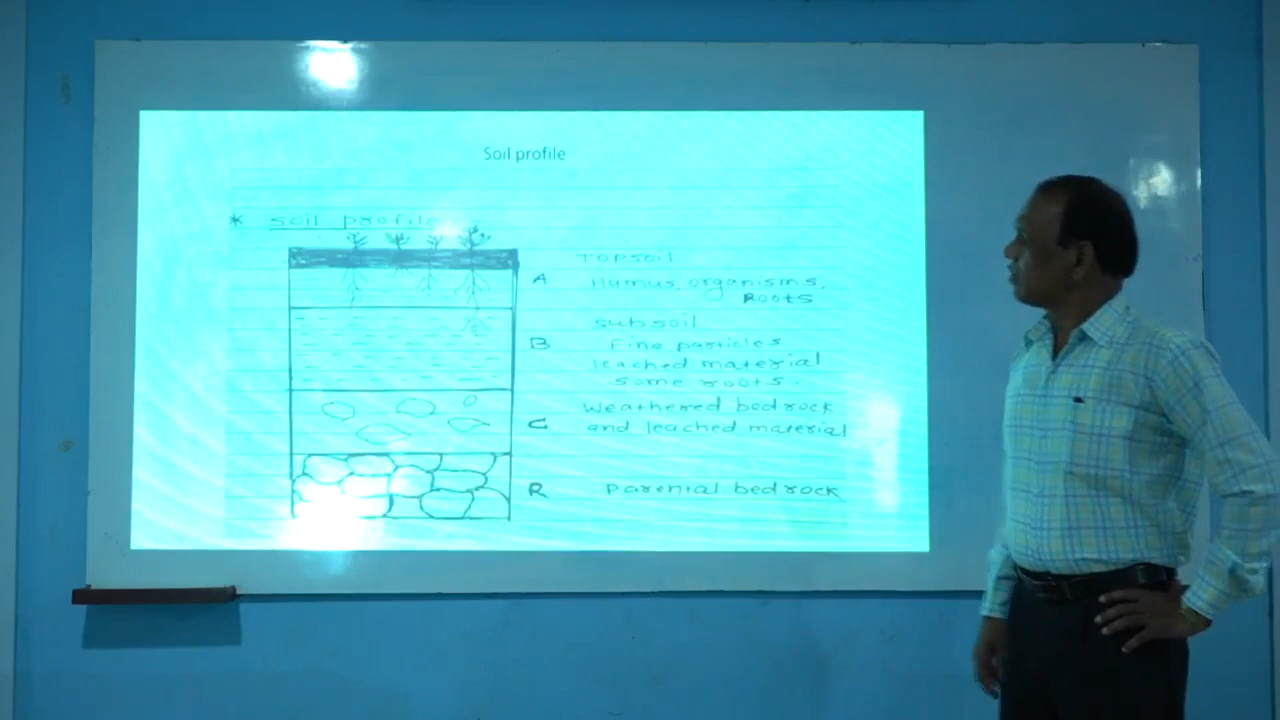 Soil profile
* soil profile
Topsoil
A Humus, organisms,
Roots
subsoil
B Fine particles
leached material
some roots.
Weathered bedrock
C and leached material
R parental bedrock